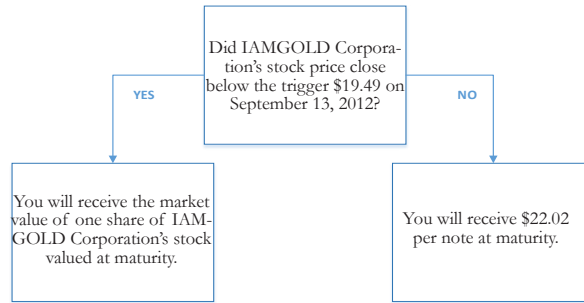 Did IAMGOLD Corpora-
tion's stock price close
below the trigger $19.49 on
September 13, 2012?
YES
NO
You will receive the market
value of one share of IAM-
GOLD Corporation's stock
valued at maturity.
You will receive $22.02
per note at maturity.